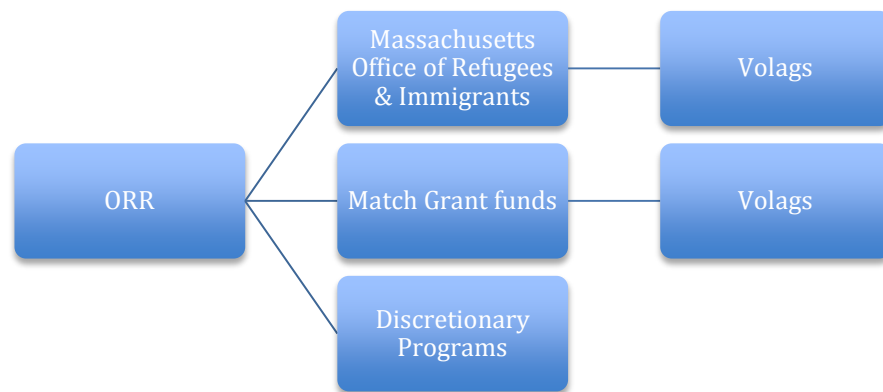 Massachusetts
Office of Refugees
& Immigrants
Volags
ORR
Match Grant funds
Volags
Discretionary
Programs